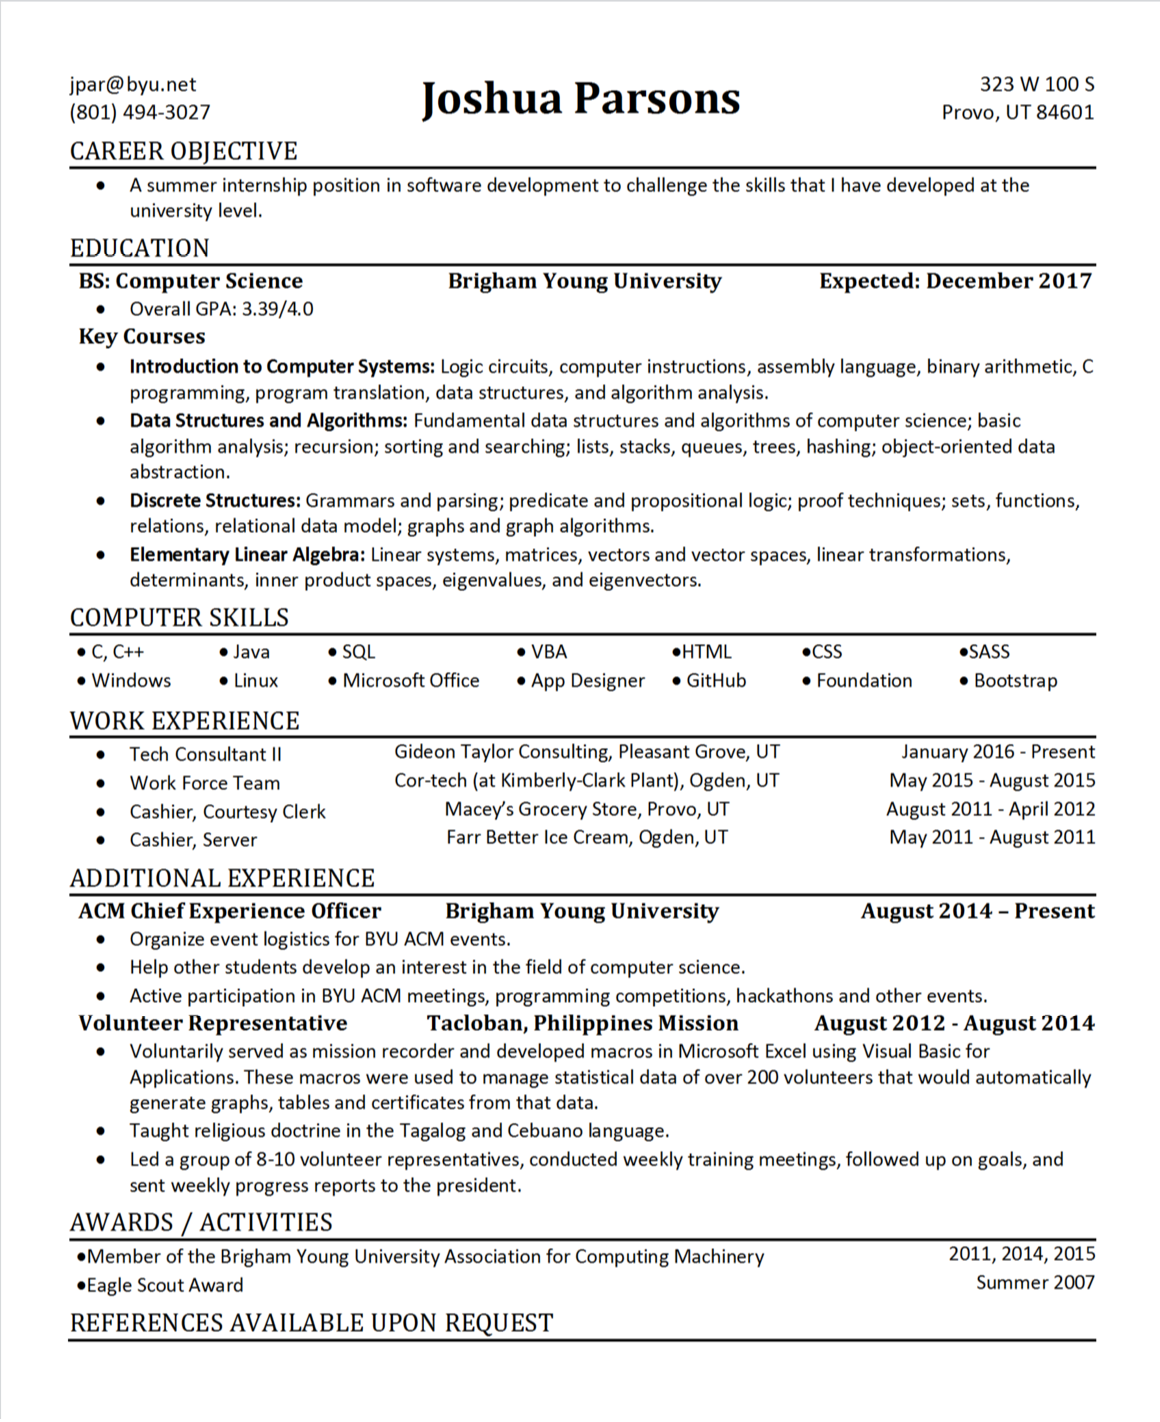 jpar@byu.net
(801) 494-3027
Joshua Parsons
323 W 100 S
Provo, UT 84601
CAREER OBJECTIVE
● A summer internship position in software development to challenge the skills that I have developed at the
university level.
EDUCATION
BS: Computer Science Brigham Young University Expected: December 2017
● Overall GPA: 3.39/4.0
Key Courses
● Introduction to Computer Systems: Logic circuits, computer instructions, assembly language, binary arithmetic, C
programming, program translation, data structures, and algorithm analysis.
● Data Structures and Algorithms: Fundamental data structures and algorithms of computer science; basic
algorithm analysis; recursion; sorting and searching; lists, stacks, queues, trees, hashing; object-oriented data
abstraction.
● Discrete Structures: Grammars and parsing; predicate and propositional logic; proof techniques; sets, functions,
relations, relational data model; graphs and graph algorithms.
● Elementary Linear Algebra: Linear systems, matrices, vectors and vector spaces, linear transformations,
determinants, inner product spaces, eigenvalues, and eigenvectors.
COMPUTER SKILLS
● C, C++ ● Java ● SQL ● VBA ●HTML ●CSS ●SASS
● Windows ● Linux ● Microsoft Office ● App Designer ● GitHub ● Foundation ● Bootstrap
WORK EXPERIENCE
● Tech Consultant II Gideon Taylor Consulting, Pleasant Grove, UT January 2016 - Present
● Work Force Team Cor-tech (at Kimberly-Clark Plant), Ogden, UT May 2015 - August 2015
● Cashier, Courtesy Clerk Macey's Grocery Store, Provo, UT August 2011 - April 2012
● Cashier, Server Farr Better Ice Cream, Ogden, UT May 2011 - August 2011
ADDITIONAL EXPERIENCE
ACM Chief Experience Officer Brigham Young University August 2014 – Present
● Organize event logistics for BYU ACM events.
● Help other students develop an interest in the field of computer science.
● Active participation in BYU ACM meetings, programming competitions, hackathons and other events.
Volunteer Representative Tacloban, Philippines Mission August 2012 - August 2014
● Voluntarily served as mission recorder and developed macros in Microsoft Excel using Visual Basic for
Applications. These macros were used to manage statistical data of over 200 volunteers that would automatically
generate graphs, tables and certificates from that data.
● Taught religious doctrine in the Tagalog and Cebuano language.
● Led a group of 8-10 volunteer representatives, conducted weekly training meetings, followed up on goals, and
sent weekly progress reports to the president.
AWARDS / ACTIVITIES
●Member of the Brigham Young University Association for Computing Machinery 2011, 2014, 2015
●Eagle Scout Award Summer 2007
REFERENCES AVAILABLE UPON REQUEST